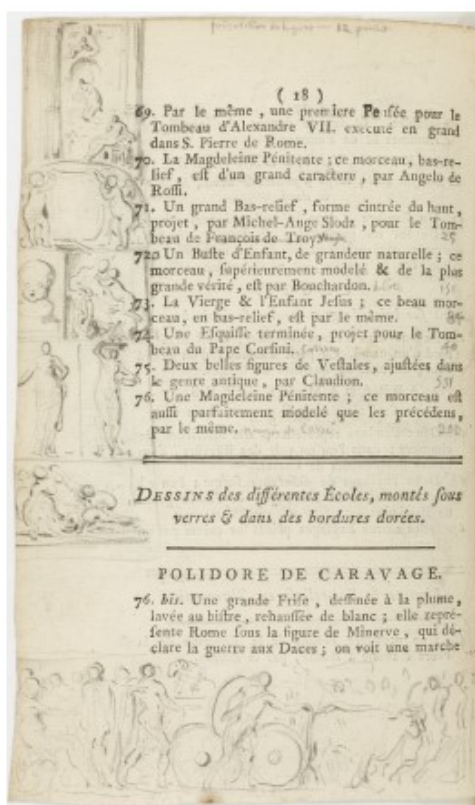 ( 18 )
69. Par le même, une premiere Pensée pour le
Tombeau d'Alexandre VII. executé en grand
dans S. Pierre de Rome.
70. La Magdeleine Pénitente; ce morceau, bas-re-
lief, est d'un grand caractere, par Angelo de
Rossi.
71. Un grand Bas-relief, forme cintrée du haut,
projet, par Michel-Ange Slodz, pour le Tom-
beau de François de Troy. 25
72. Un Buste d'Enfant, de grandeur naturelle; ce
morceau, supérieurement modelé & de la plus
grande vérité, est par Bouchardon. 151
73. La Vierge & l'Enfant Jesus; ce beau mor-
ceau, en bas-relief, est par le même.
74. Une Esquisse terminée, projet pour le Tom-
beau du Pape Corsini.
75. Deux belles figures de Vestales, ajustées dans
le genre antique, par Claudion. 551
76. Une Magdeleine Pénitente; ce morceau est
aussi parfaitement modelé que les précédens,
par le même. 200
DESSINS des différentes Écoles, montés sous
verres & dans des bordures dorées.
POLIDORE DE CARAVAGE.
76. bis. Une grande Frise, dessinée à la plume,
lavée au bistre, rehaussée de blanc; elle repré-
sente Rome sous la figure de Minerve, qui dé-
clare la guerre aux Daces; on voit une marche